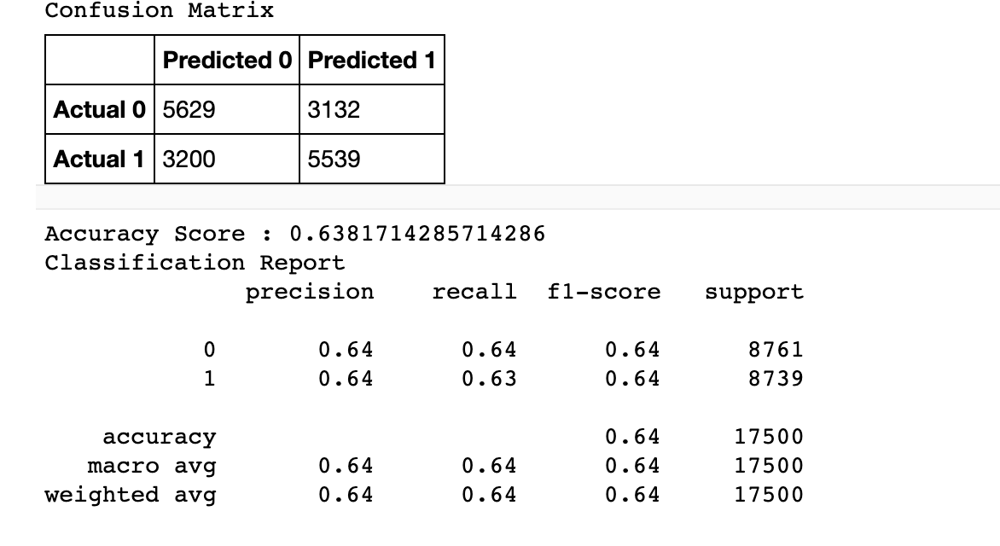 Confusion Matrix
Predicted 0 Predicted 1
Actual 0 5629 3132
Actual 1 3200 5539
Accuracy Score : 0.6381714285714286
Classification Report
precision recall f1-score support
0 0.64 0.64 0.64 8761
1 0.64 0.63 0.64 8739
accuracy 0.64 17500
macro avg 0.64 0.64 0.64 17500
weighted avg 0.64 0.64 0.64 17500